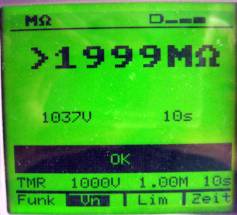 MΩ
>1999MΩ
1037V 10s
OK
TMR 1000V 1.00M 10s
Funk Un Lim Zeit